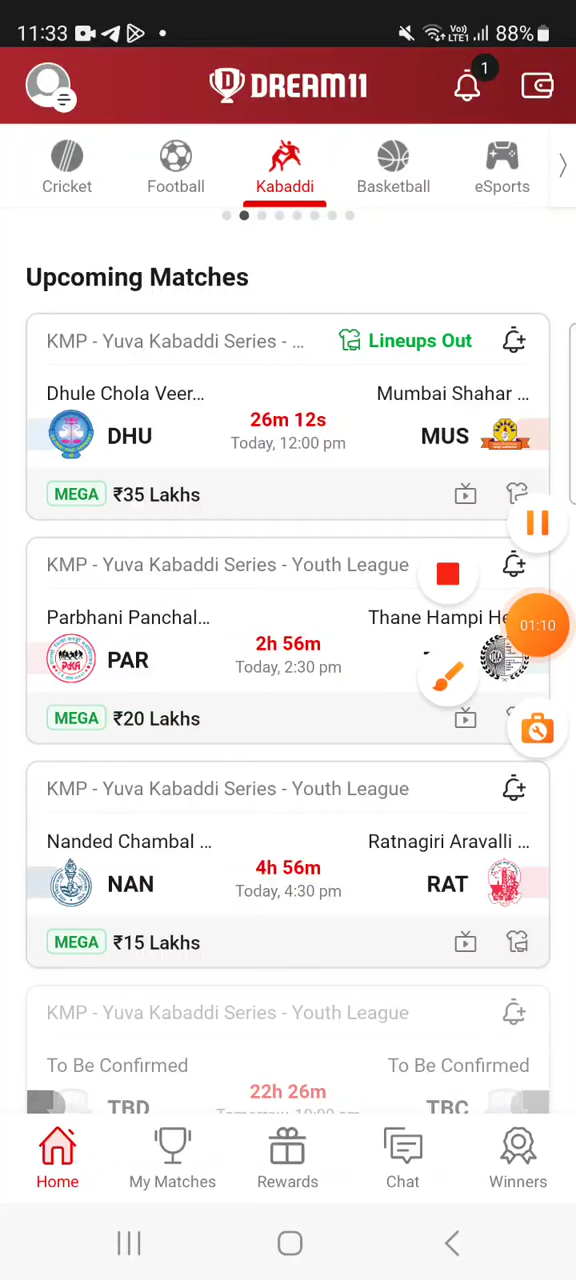 11:33 Vo) LTE1 88%
DREAM11 1
Cricket Football Kabaddi Basketball eSports
Upcoming Matches
KMP - Yuva Kabaddi Series - ... Lineups Out
Dhule Chola Veer... Mumbai Shahar ...
DHU 26m 12s MUS
Today, 12:00 pm
MEGA ₹35 Lakhs
KMP - Yuva Kabaddi Series - Youth League
Parbhani Panchal... Thane Hampi He
PAR 2h 56m
Today, 2:30 pm
01:10
MEGA ₹20 Lakhs
KMP - Yuva Kabaddi Series - Youth League
Nanded Chambal ... Ratnagiri Aravalli ...
NAN 4h 56m RAT
Today, 4:30 pm
MEGA ₹15 Lakhs
KMP - Yuva Kabaddi Series - Youth League
To Be Confirmed To Be Confirmed
TBD 22h 26m TBC
Home My Matches Rewards Chat Winners